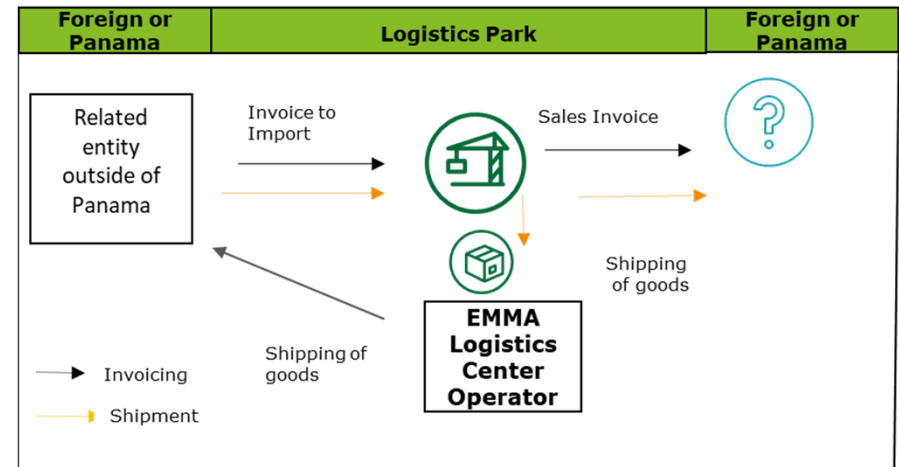 Foreign or
Panama
Logistics Park
Foreign or
Panama
Related
entity
outside of
Panama
Invoice to
Import
Sales Invoice
?
Shipping
of goods
EMMA
Logistics
Center
Operator
Shipping of
goods
Invoicing
Shipment